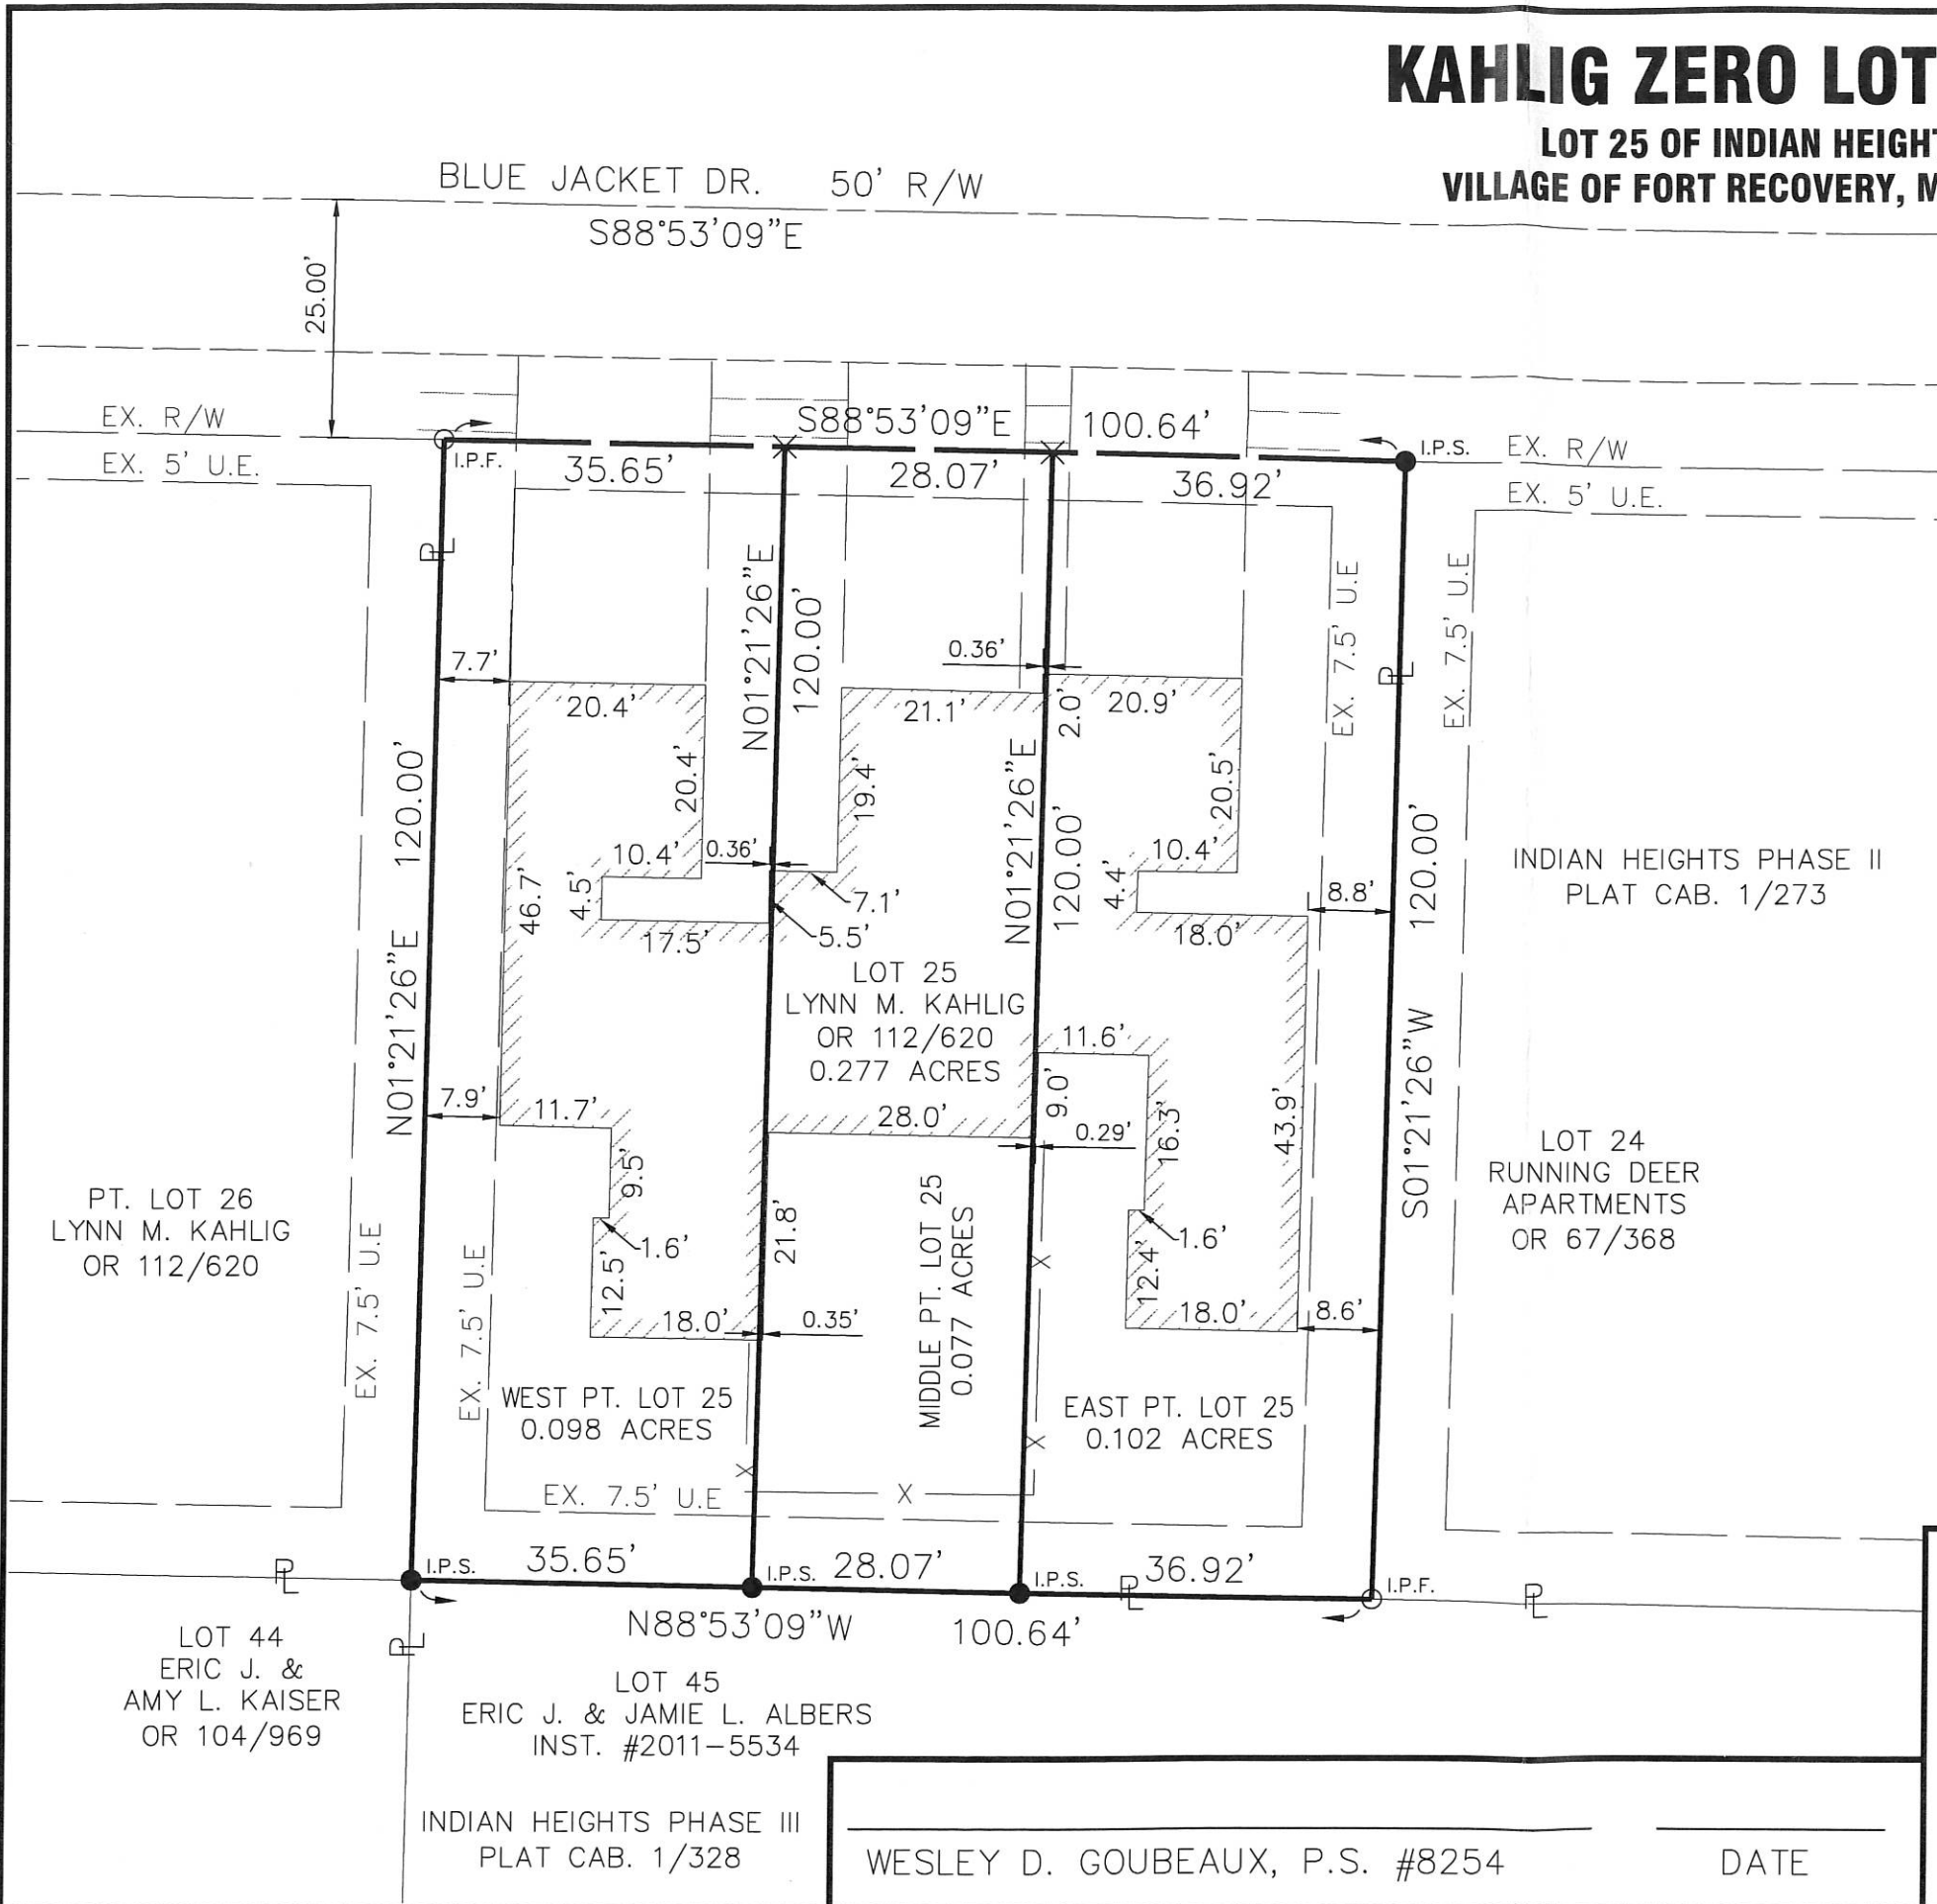 KAHLIG ZERO LOT
LOT 25 OF INDIAN HEIGHT
VILLAGE OF FORT RECOVERY, M
BLUE JACKET DR. 50' R/W
S88°53'09"E
25.00'
EX. R/W
S88°53'09"E 100.64'
I.P.S.
EX. R/W
EX. 5' U.E.
I.P.F.
35.65'
28.07'
36.92'
EX. 5' U.E.
P/L
N01°21'26"E
120.00'
EX. 7.5' U.E
EX. 7.5' U.E
P/L
7.7'
0.36'
20.4'
21.1'
2.0'
20.9'
N01°21'26"E 120.00'
20.4'
19.4'
N01°21'26"E
120.00'
20.5'
S01°21'26"W 120.00'
10.4'
0.36'
10.4'
46.7'
4.5'
7.1'
4.4'
8.8'
INDIAN HEIGHTS PHASE II
PLAT CAB. 1/273
17.5'
5.5'
18.0'
LOT 25
LYNN M. KAHLIG
OR 112/620
0.277 ACRES
11.6'
9.0'
7.9'
11.7'
28.0'
0.29'
16.3'
43.9'
9.5'
1.6'
12.5'
21.8'
1.6'
12.4'
PT. LOT 26
LYNN M. KAHLIG
OR 112/620
LOT 24
RUNNING DEER
APARTMENTS
OR 67/368
EX. 7.5' U.E
EX. 7.5' U.E
18.0'
0.35'
18.0'
8.6'
MIDDLE PT. LOT 25
0.077 ACRES
WEST PT. LOT 25
0.098 ACRES
EAST PT. LOT 25
0.102 ACRES
X
X
X
X
EX. 7.5' U.E
X
P/L
I.P.S.
35.65'
I.P.S.
28.07'
I.P.S.
P/L
36.92'
I.P.F.
P/L
N88°53'09"W 100.64'
P/L
LOT 44
ERIC J. &
AMY L. KAISER
OR 104/969
LOT 45
ERIC J. & JAMIE L. ALBERS
INST. #2011-5534
INDIAN HEIGHTS PHASE III
PLAT CAB. 1/328
WESLEY D. GOUBEAUX, P.S. #8254
DATE